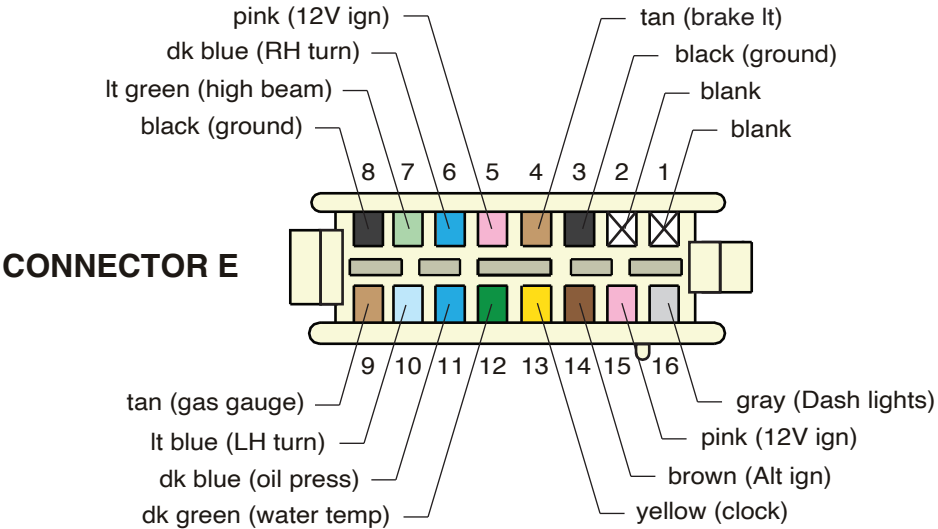 pink (12V ign)
tan (brake lt)
dk blue (RH turn)
black (ground)
lt green (high beam)
blank
black (ground)
blank
8 7 6 5 4 3 2 1
CONNECTOR E
9 10 11 12 13 14 15 16
tan (gas gauge)
gray (Dash lights)
lt blue (LH turn)
pink (12V ign)
dk blue (oil press)
brown (Alt ign)
dk green (water temp)
yellow (clock)